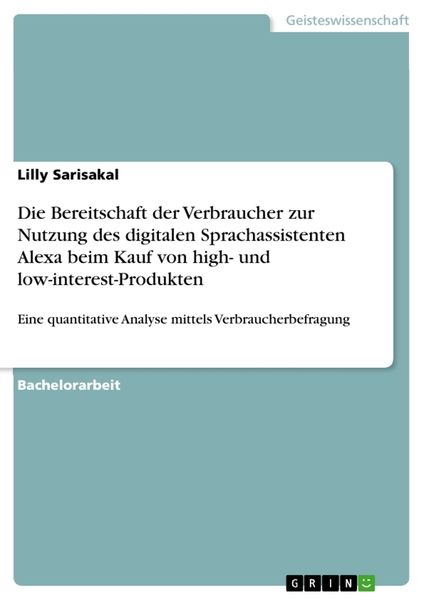 Geisteswissenschaft
Lilly Sarisakal
Die Bereitschaft der Verbraucher zur
Nutzung des digitalen Sprachassistenten
Alexa beim Kauf von high- und
low-interest-Produkten
Eine quantitative Analyse mittels Verbraucherbefragung
Bachelorarbeit
GRIN